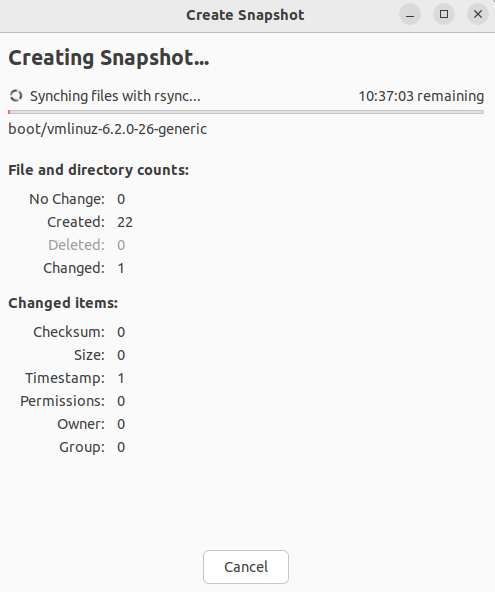 Create Snapshot
Creating Snapshot...
Synching files with rsync... 10:37:03 remaining
boot/vmlinuz-6.2.0-26-generic
File and directory counts:
No Change: 0
Created: 22
Deleted: 0
Changed: 1
Changed items:
Checksum: 0
Size: 0
Timestamp: 1
Permissions: 0
Owner: 0
Group: 0
Cancel